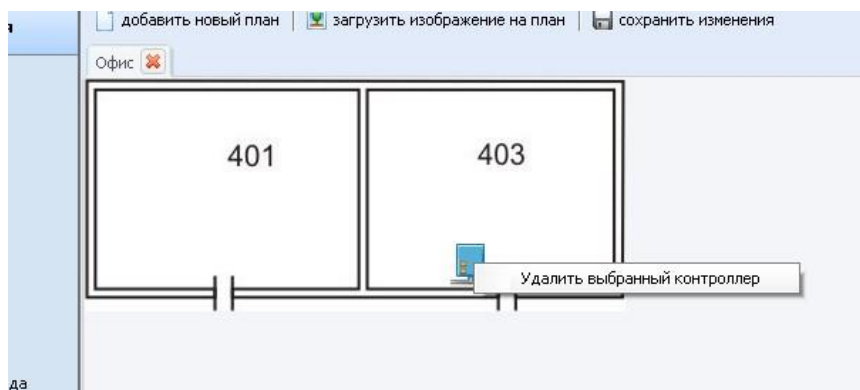 я
добавить новый план
загрузить изображение на план
сохранить изменения
Офис
401
403
Удалить выбранный контроллер
да